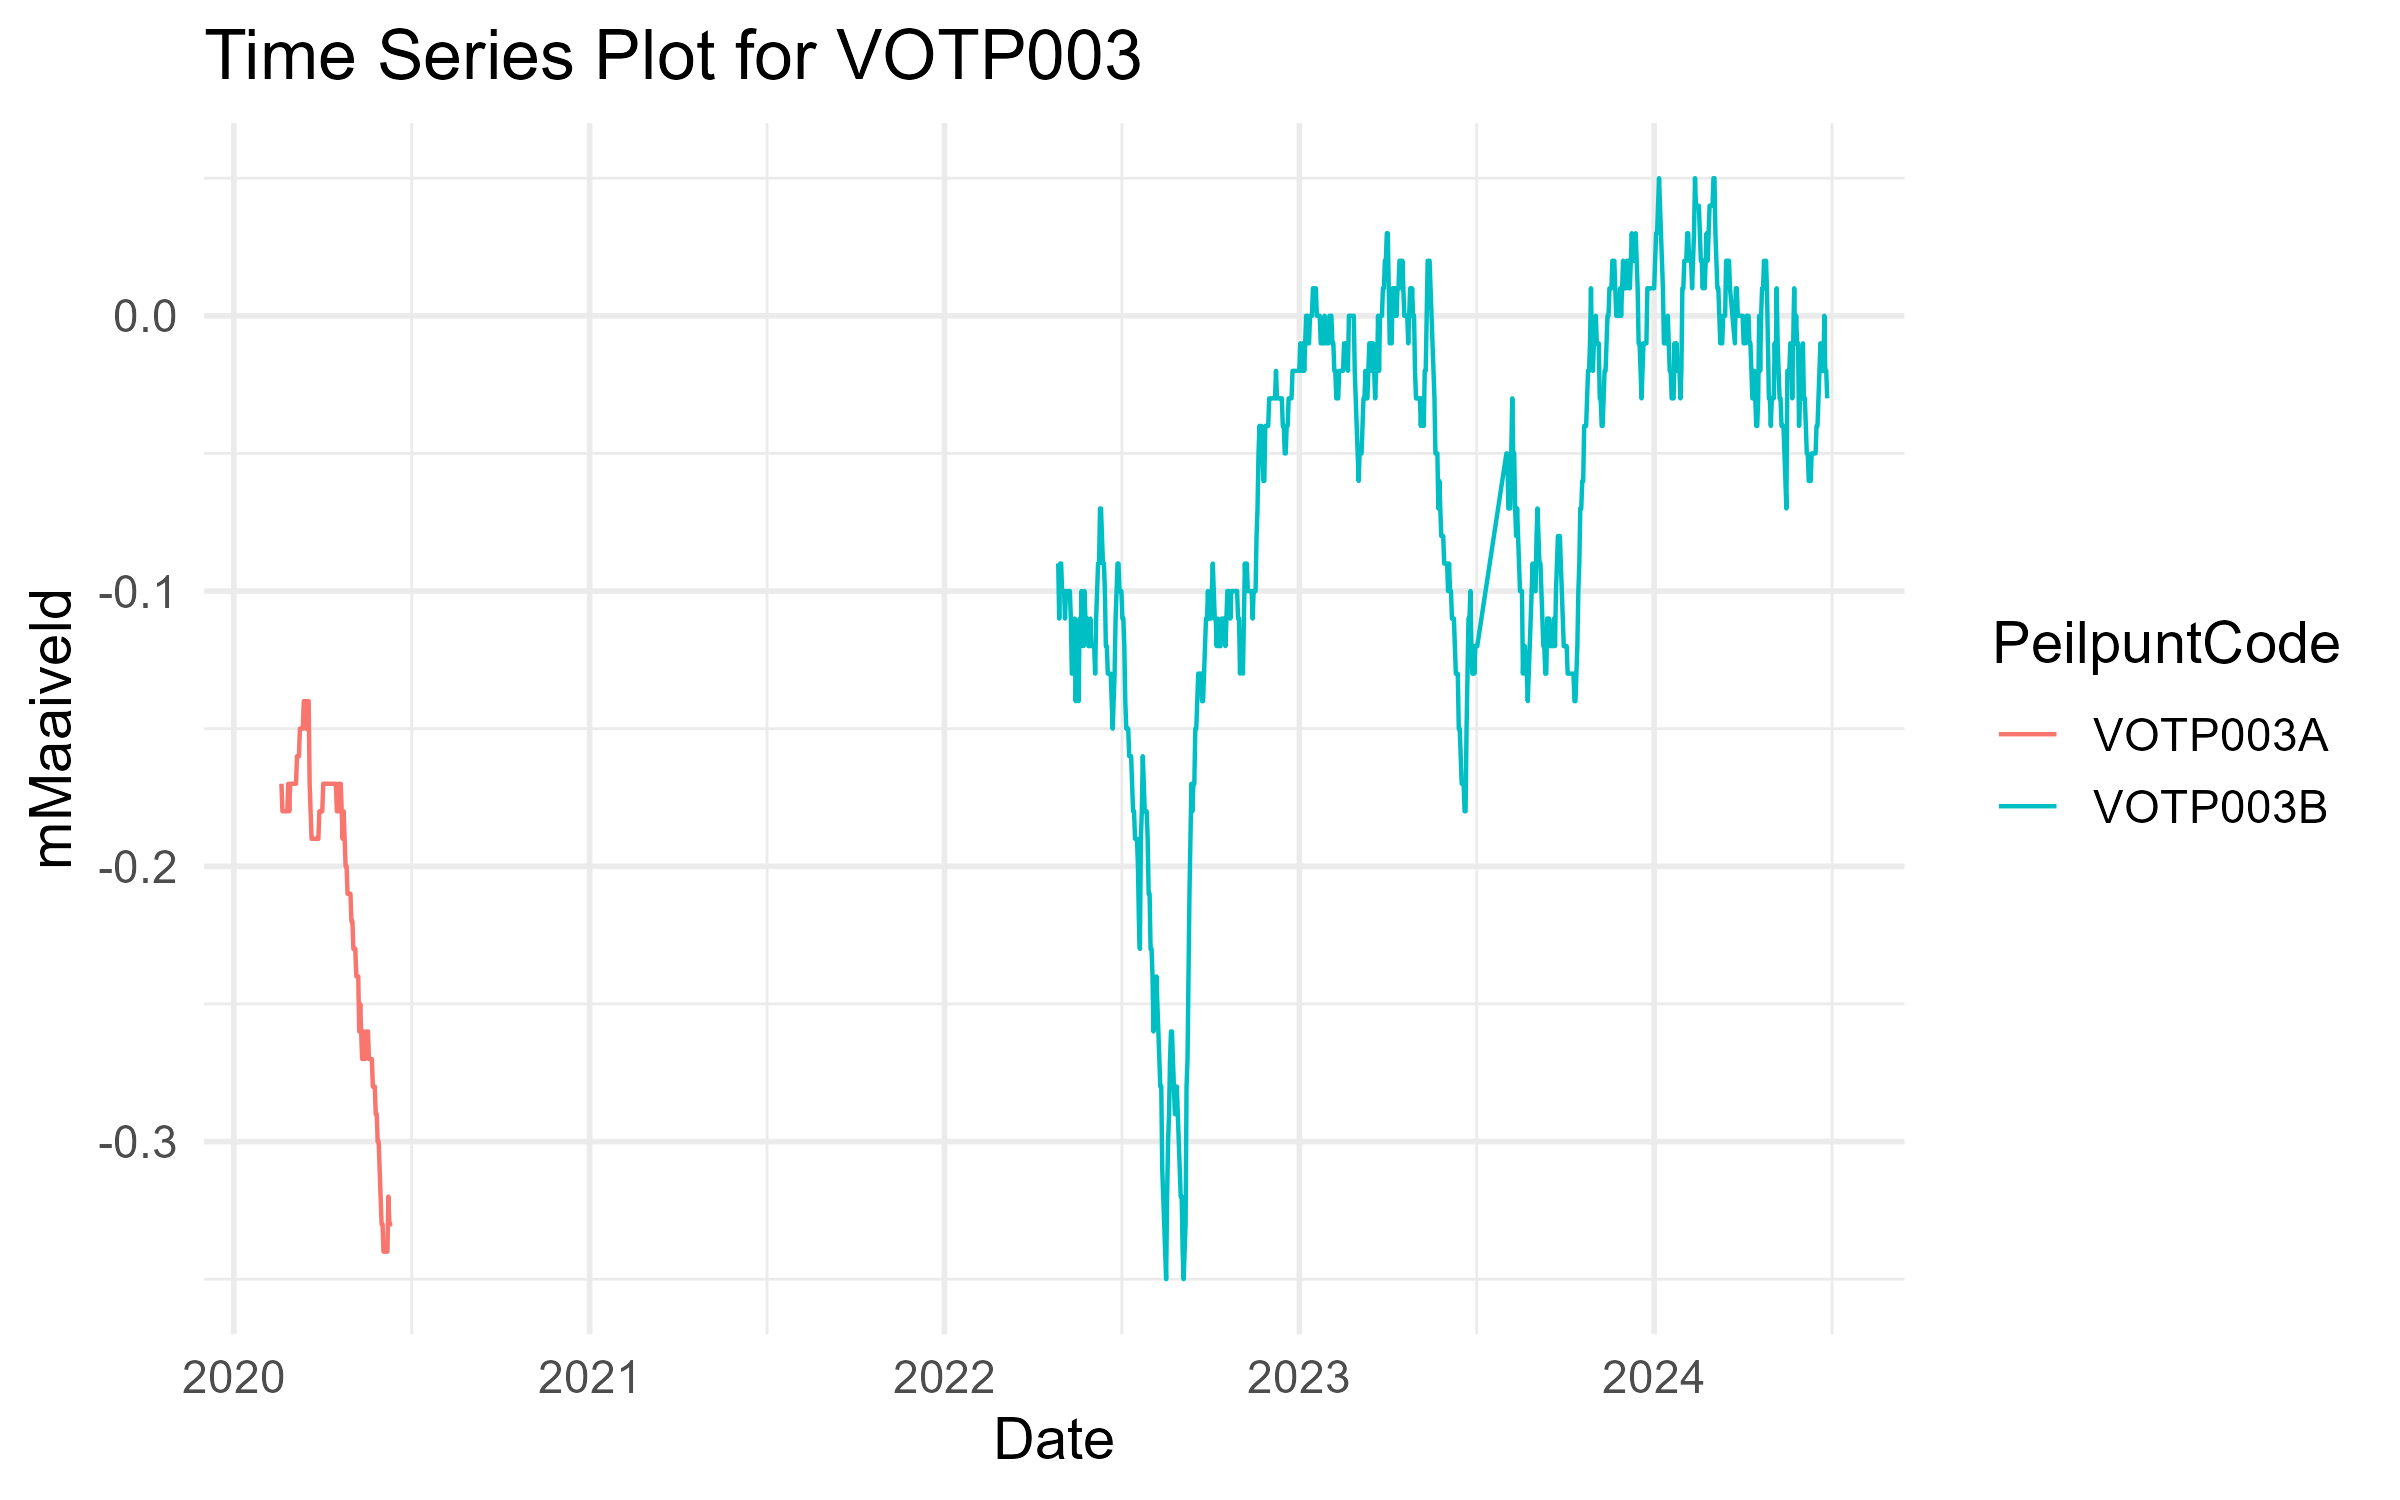 Time Series Plot for VOTP003
mMaaiveld
0.0
-0.1
-0.2
-0.3
2020 2021 2022 2023 2024
Date
PeilpuntCode
VOTP003A
VOTP003B